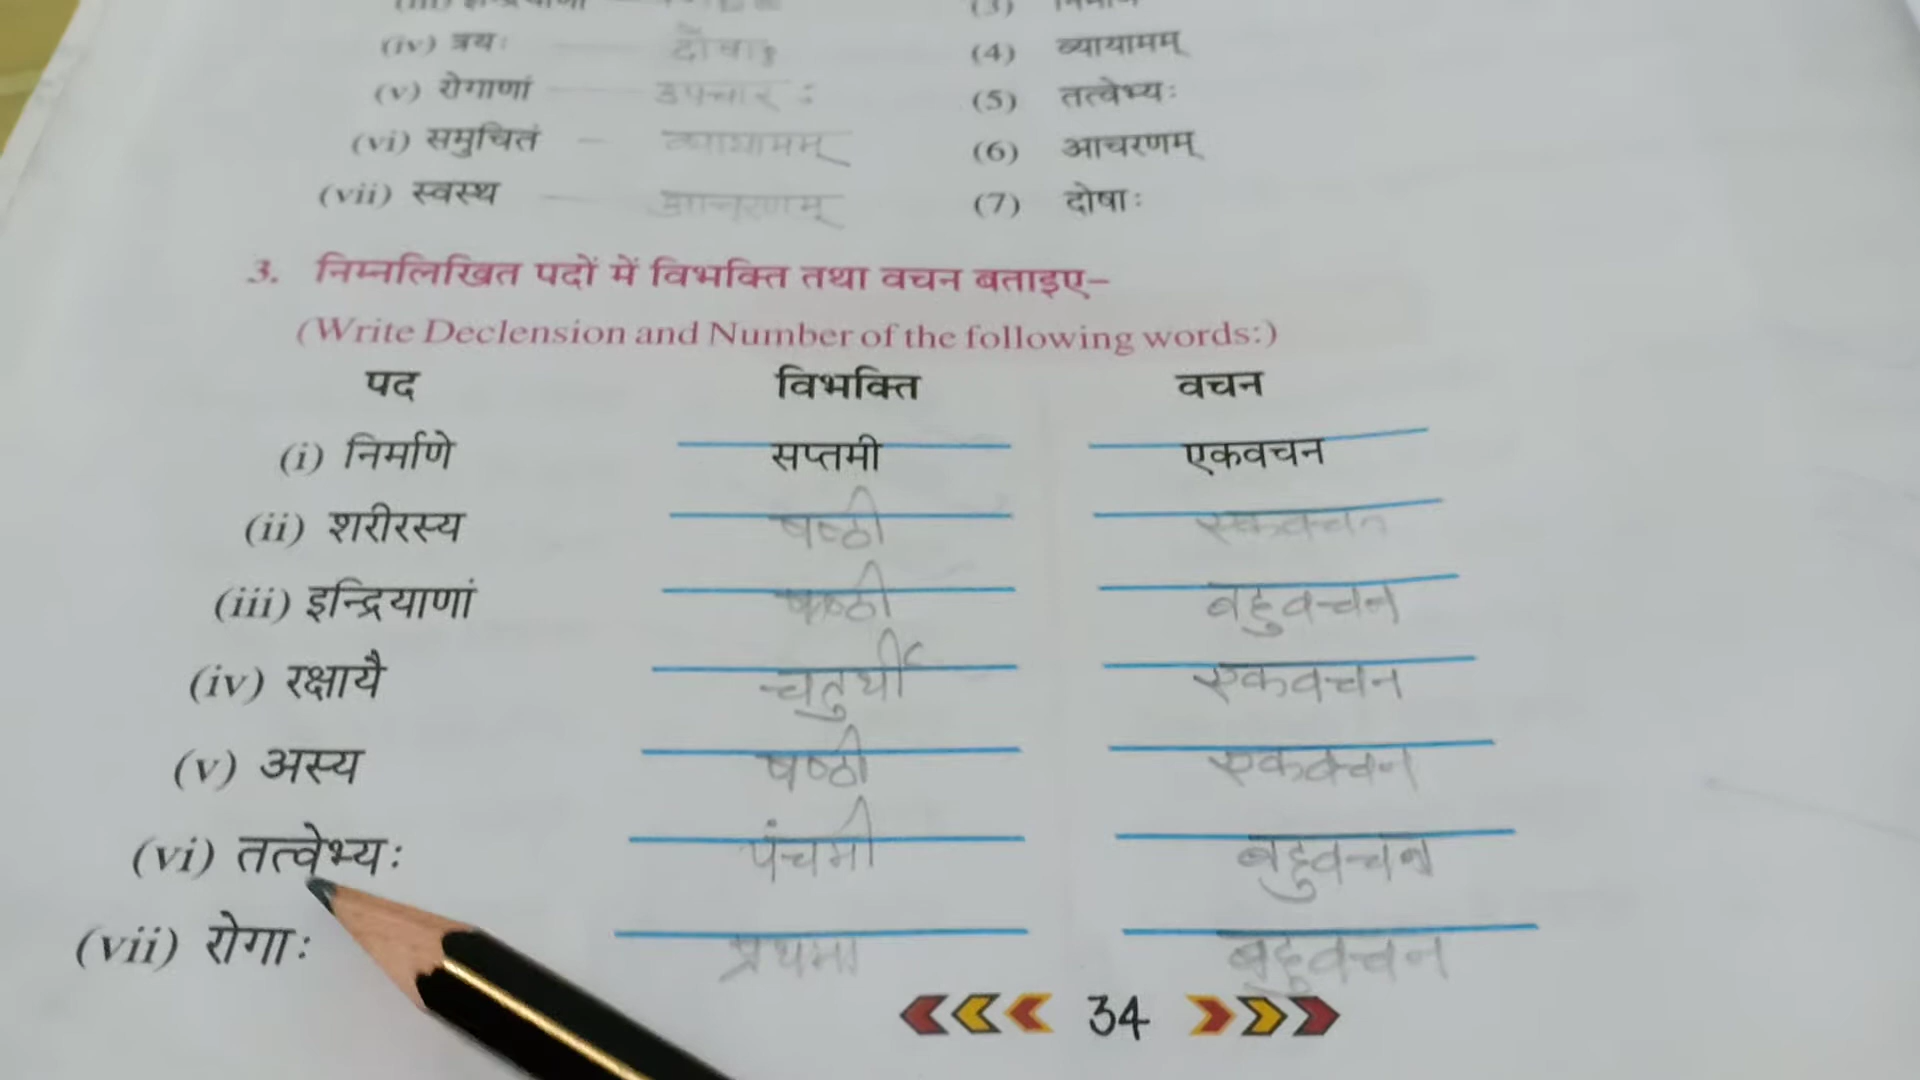 (iv) त्रयः दोषाः (4) व्यायामम्
(v) रोगाणां उपचारः (5) तत्वेभ्यः
(vi) समुचितं – व्यायामम् (6) आचरणम्
(vii) स्वस्थ आचरणम् (7) दोषाः
3. निम्नलिखित पदों में विभक्ति तथा वचन बताइए–
(Write Declension and Number of the following words:)
पद विभक्ति वचन
(i) निर्माणे सप्तमी एकवचन
(ii) शरीरस्य षष्ठी एकवचन
(iii) इन्द्रियाणां षष्ठी बहुवचन
(iv) रक्षायै चतुर्थी एकवचन
(v) अस्य षष्ठी एकवचन
(vi) तत्वेभ्यः पंचमी बहुवचन
(vii) रोगाः प्रथमा बहुवचन
34